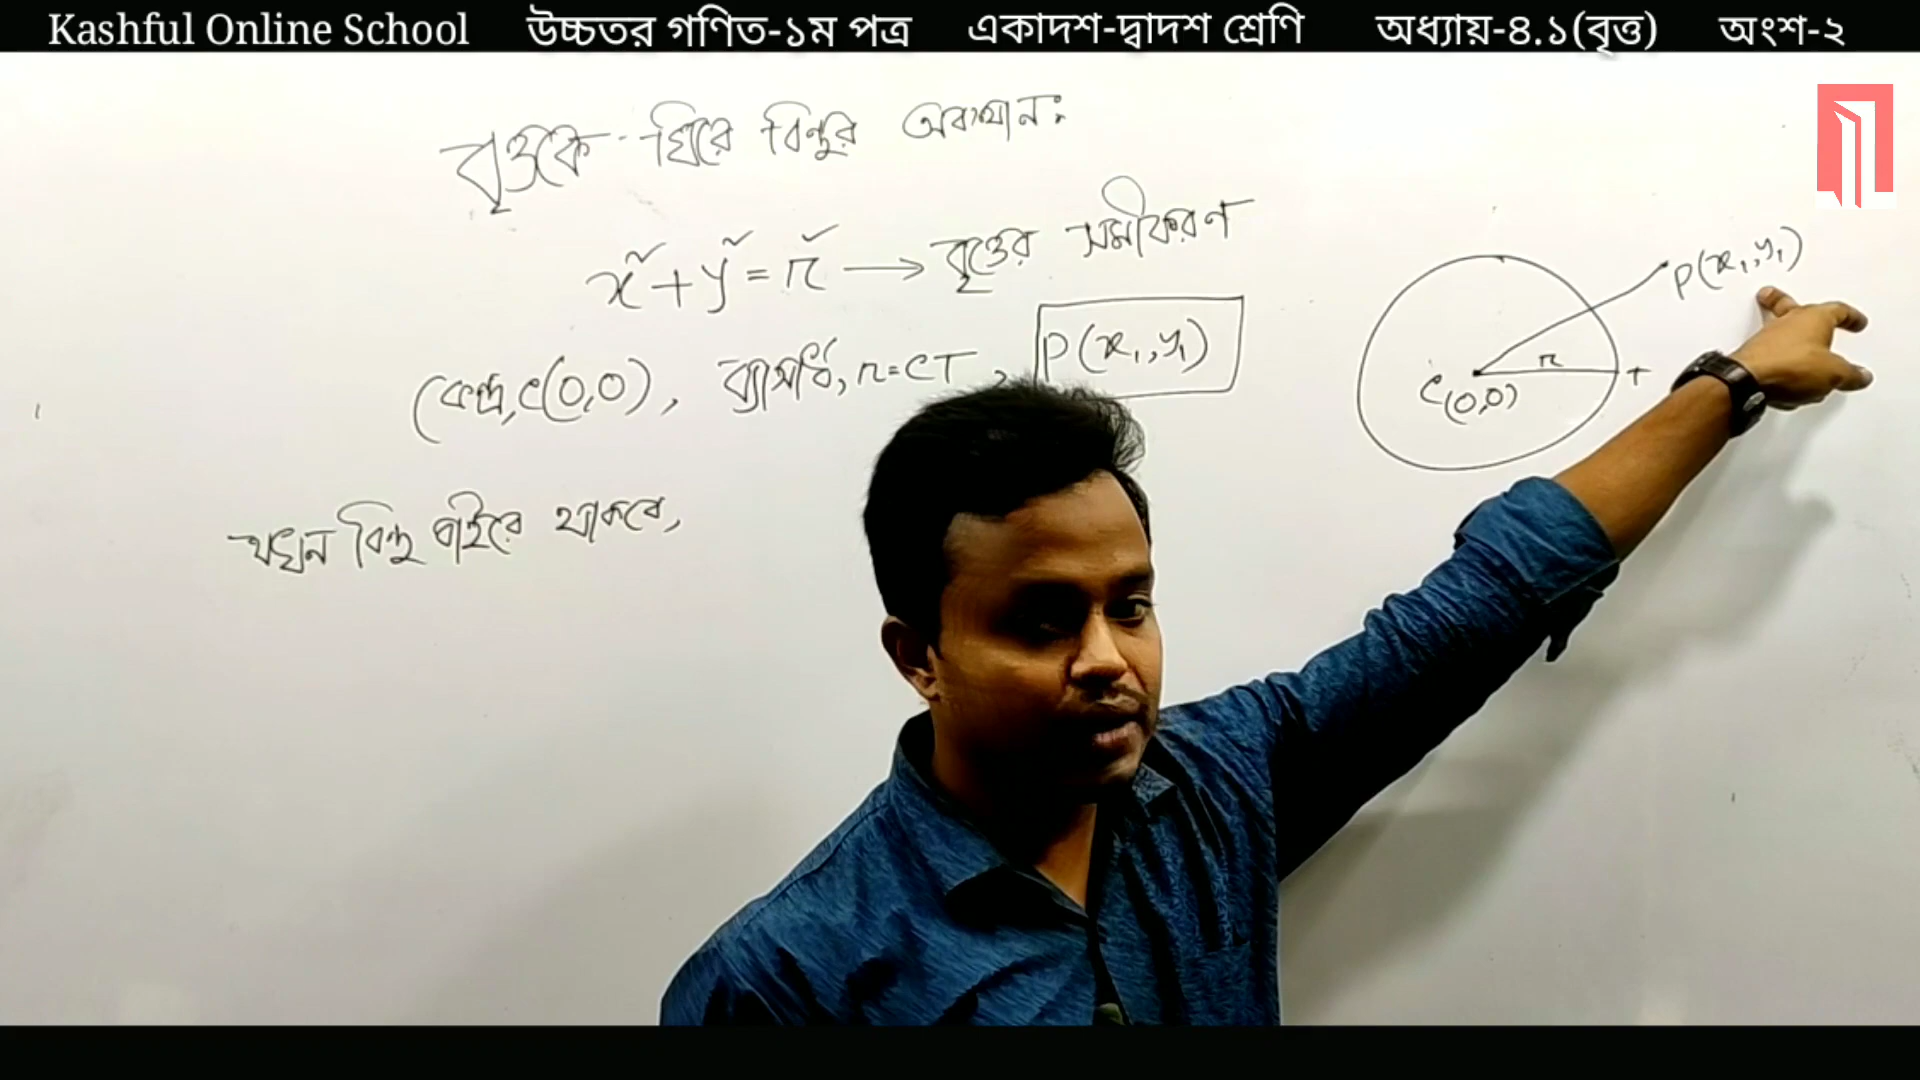 Kashful Online School উচ্চতর গণিত-১ম পত্র একাদশ-দ্বাদশ শ্রেণি অধ্যায়-৪.১(বৃত্ত) অংশ-২
বৃত্তকে ঘিরে বিন্দুর অবস্থান:
x² + y² = r² → বৃত্তের সমীকরণ
কেন্দ্র, C(0,0), ব্যাসার্ধ, r = CT, P(x₁,y₁)
যখন বিন্দু বাইরে থাকবে,
P(x₁,y₁)
r
T
C(0,0)